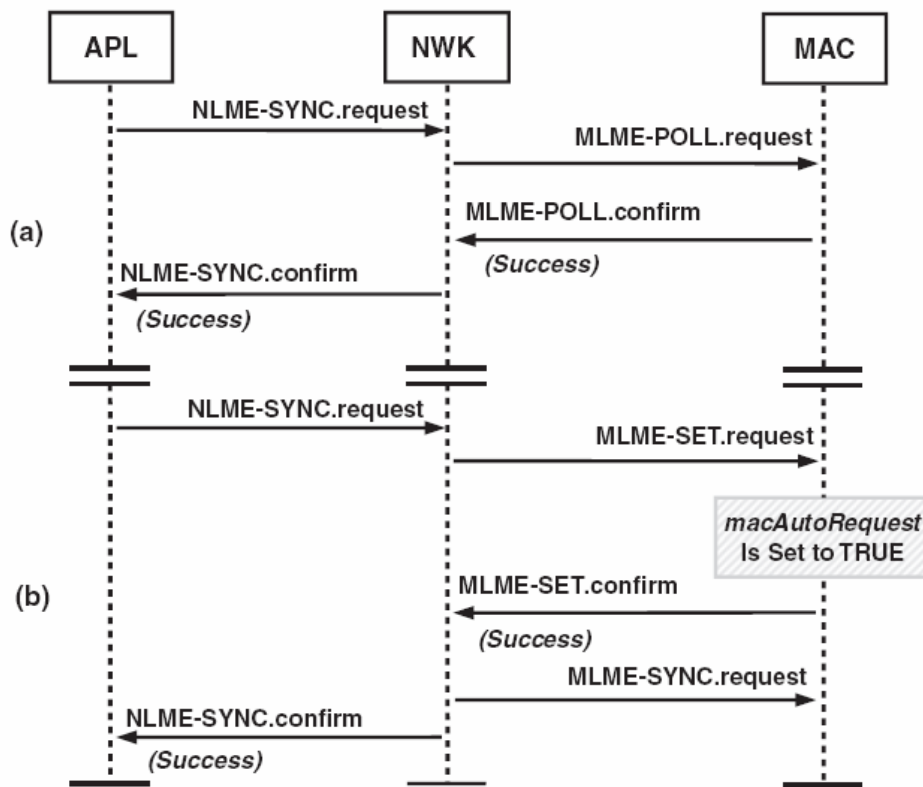 APL NWK MAC
NLME-SYNC.request
MLME-POLL.request
(a)
MLME-POLL.confirm
(Success)
NLME-SYNC.confirm
(Success)
NLME-SYNC.request
MLME-SET.request
macAutoRequest
Is Set to TRUE
(b)
MLME-SET.confirm
(Success)
MLME-SYNC.request
NLME-SYNC.confirm
(Success)